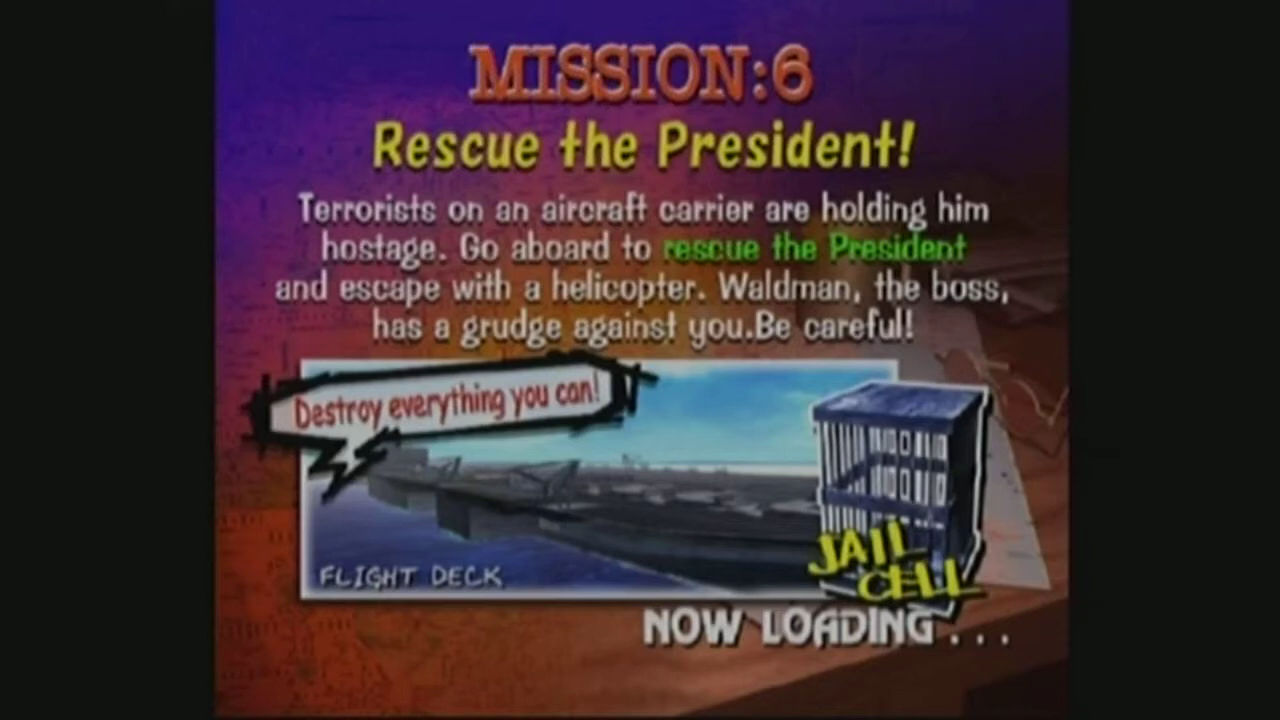 MISSION:6
Rescue the President!
Terrorists on an aircraft carrier are holding him
hostage. Go aboard to rescue the President
and escape with a helicopter. Waldman, the boss,
has a grudge against you.Be careful!
Destroy everything you can!
JAIL
CELL
FLIGHT DECK
NOW LOADING...